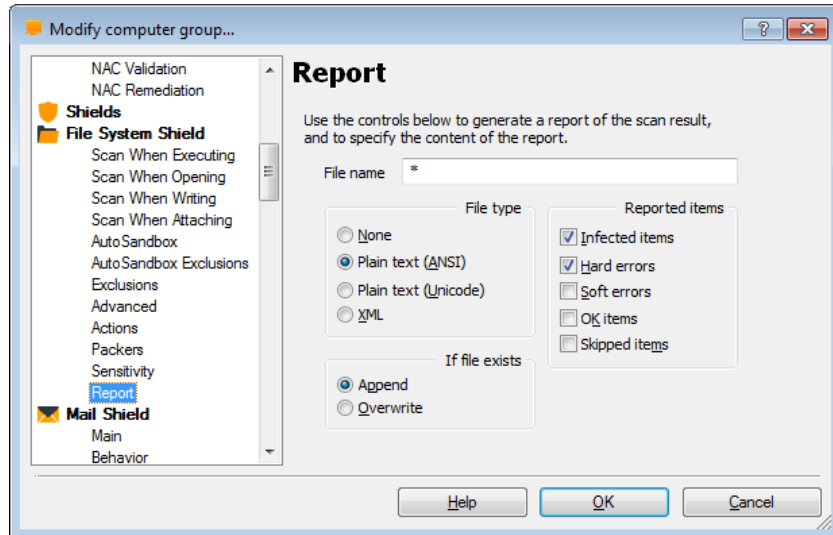 Modify computer group...
NAC Validation
NAC Remediation
Shields
File System Shield
Scan When Executing
Scan When Opening
Scan When Writing
Scan When Attaching
AutoSandbox
AutoSandbox Exclusions
Exclusions
Advanced
Actions
Packers
Sensitivity
Report
Mail Shield
Main
Behavior
Report
Use the controls below to generate a report of the scan result,
and to specify the content of the report.
File name *
File type
None
Plain text (ANSI)
Plain text (Unicode)
XML
If file exists
Append
Overwrite
Reported items
Infected items
Hard errors
Soft errors
OK items
Skipped items
Help OK Cancel